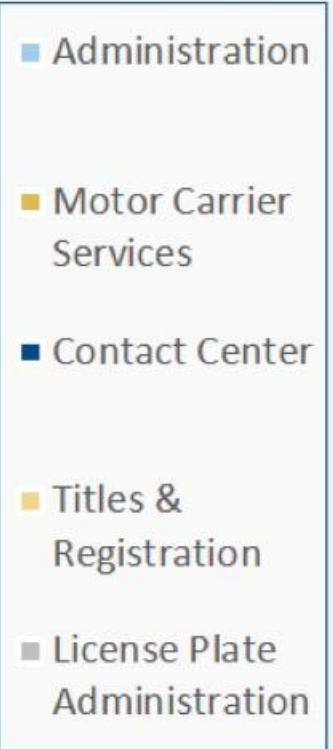 Administration
Motor Carrier
Services
Contact Center
Titles &
Registration
License Plate
Administration